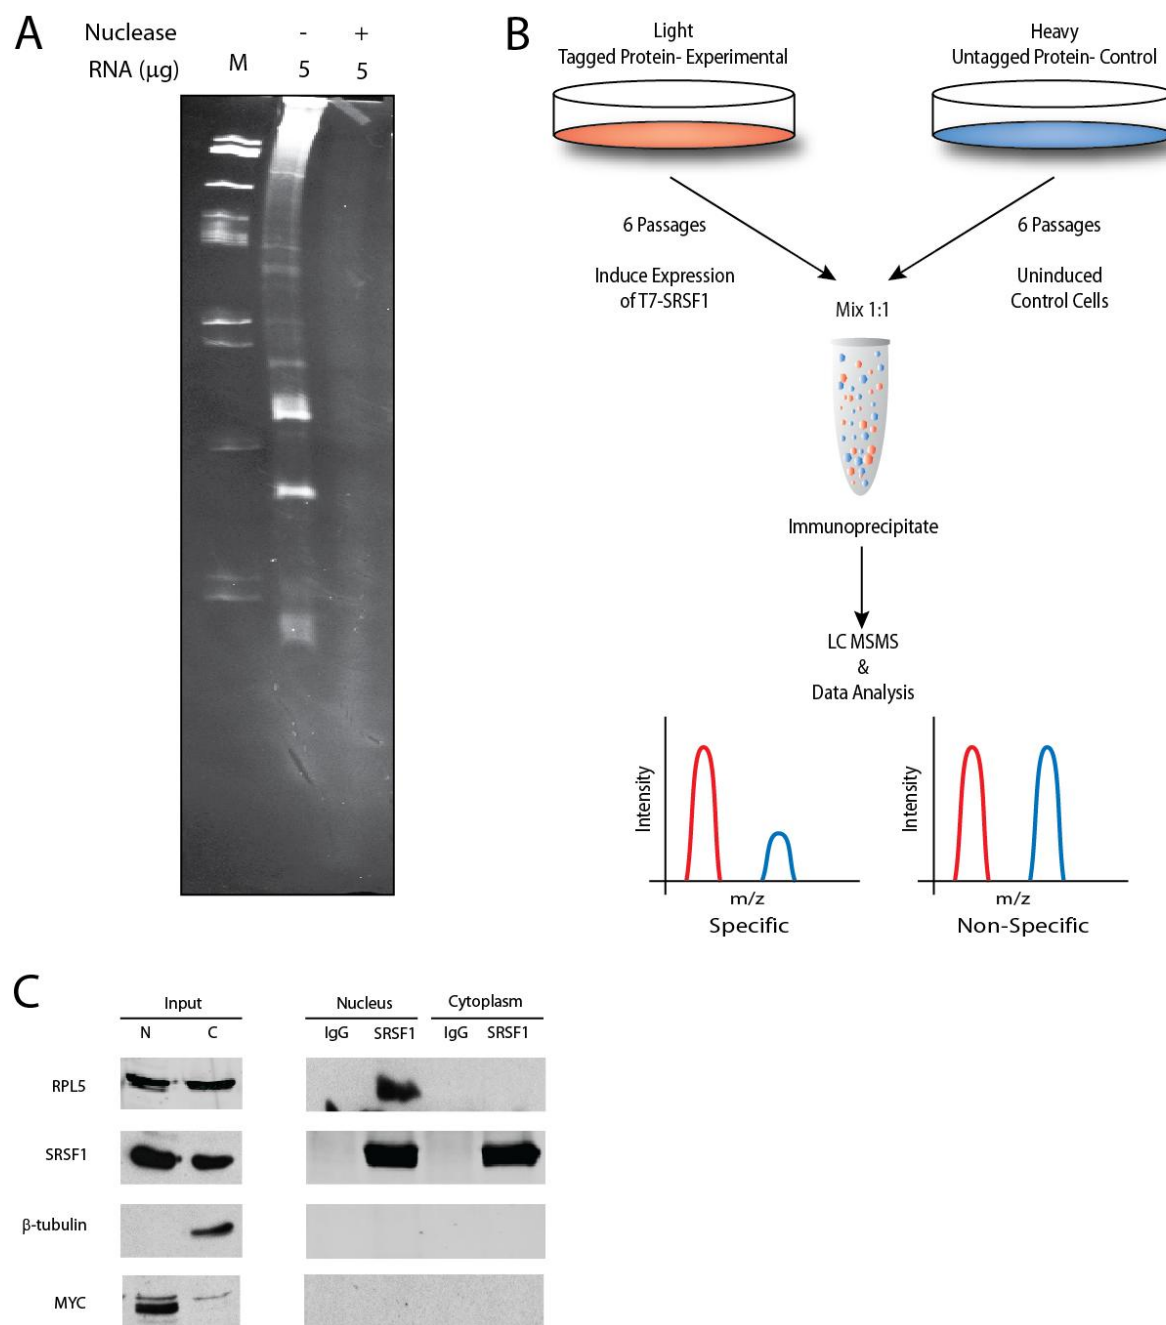 A
Nuclease - +
RNA (µg) M 5 5
B
Light
Tagged Protein- Experimental
Heavy
Untagged Protein- Control
6 Passages
Induce Expression
of T7-SRSF1
6 Passages
Uninduced
Control Cells
Mix 1:1
Immunoprecipitate
LC MSMS
&
Data Analysis
Intensity
m/z
Specific
Intensity
m/z
Non-Specific
C
Input Nucleus Cytoplasm
N C IgG SRSF1 IgG SRSF1
RPL5
SRSF1
β-tubulin
MYC